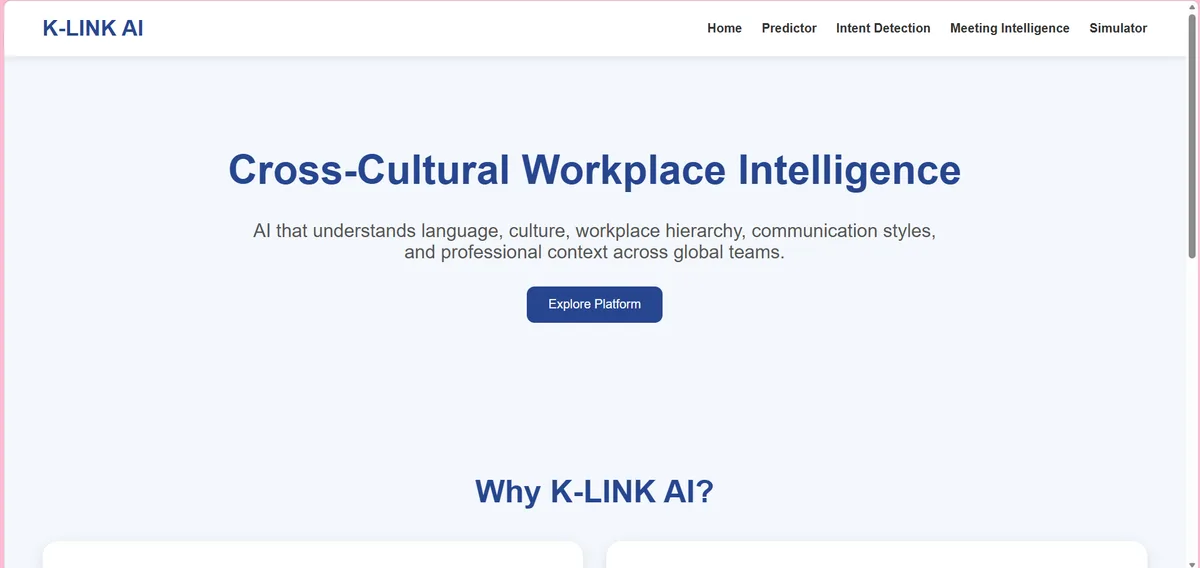 K-LINK AI
Home
Predictor
Intent Detection
Meeting Intelligence
Simulator
Cross-Cultural Workplace Intelligence
AI that understands language, culture, workplace hierarchy, communication styles,
and professional context across global teams.
Explore Platform
Why K-LINK AI?